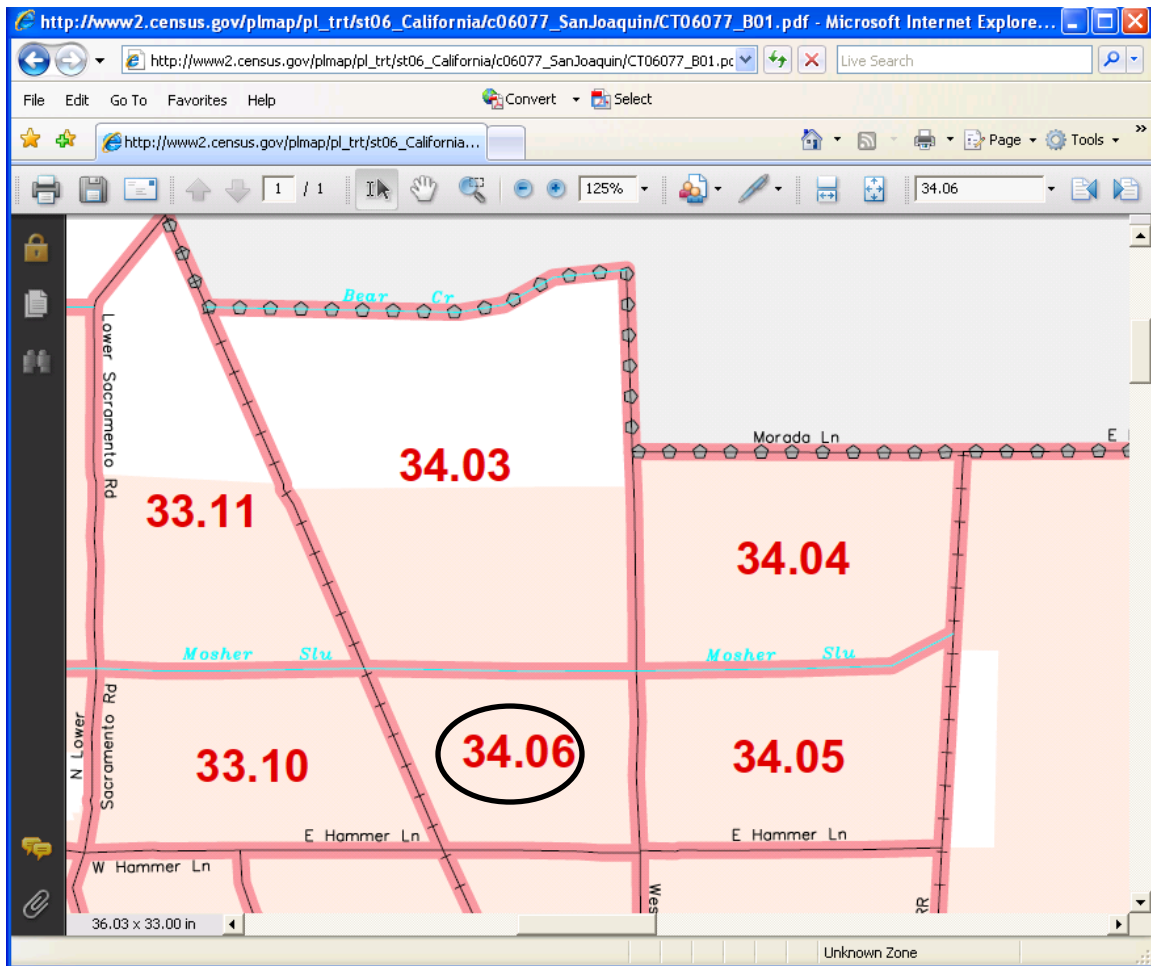 http://www2.census.gov/plmap/pl_trt/st06_California/c06077_SanJoaquin/CT06077_B01.pdf - Microsoft Internet Explore...
http://www2.census.gov/plmap/pl_trt/st06_California/c06077_SanJoaquin/CT06077_B01.pc
Live Search
File Edit Go To Favorites Help
Convert Select
http://www2.census.gov/plmap/pl_trt/st06_California...
Page Tools »
1 / 1
125%
34.06
Bear Cr
Lower Sacramento Rd
Morada Ln
E
34.03
33.11
34.04
Mosher Slu
Mosher Slu
N Lower
Sacramento Rd
33.10
34.06
34.05
E Hammer Ln
E Hammer Ln
W Hammer Ln
Wes
RR
36.03 x 33.00 in
Unknown Zone